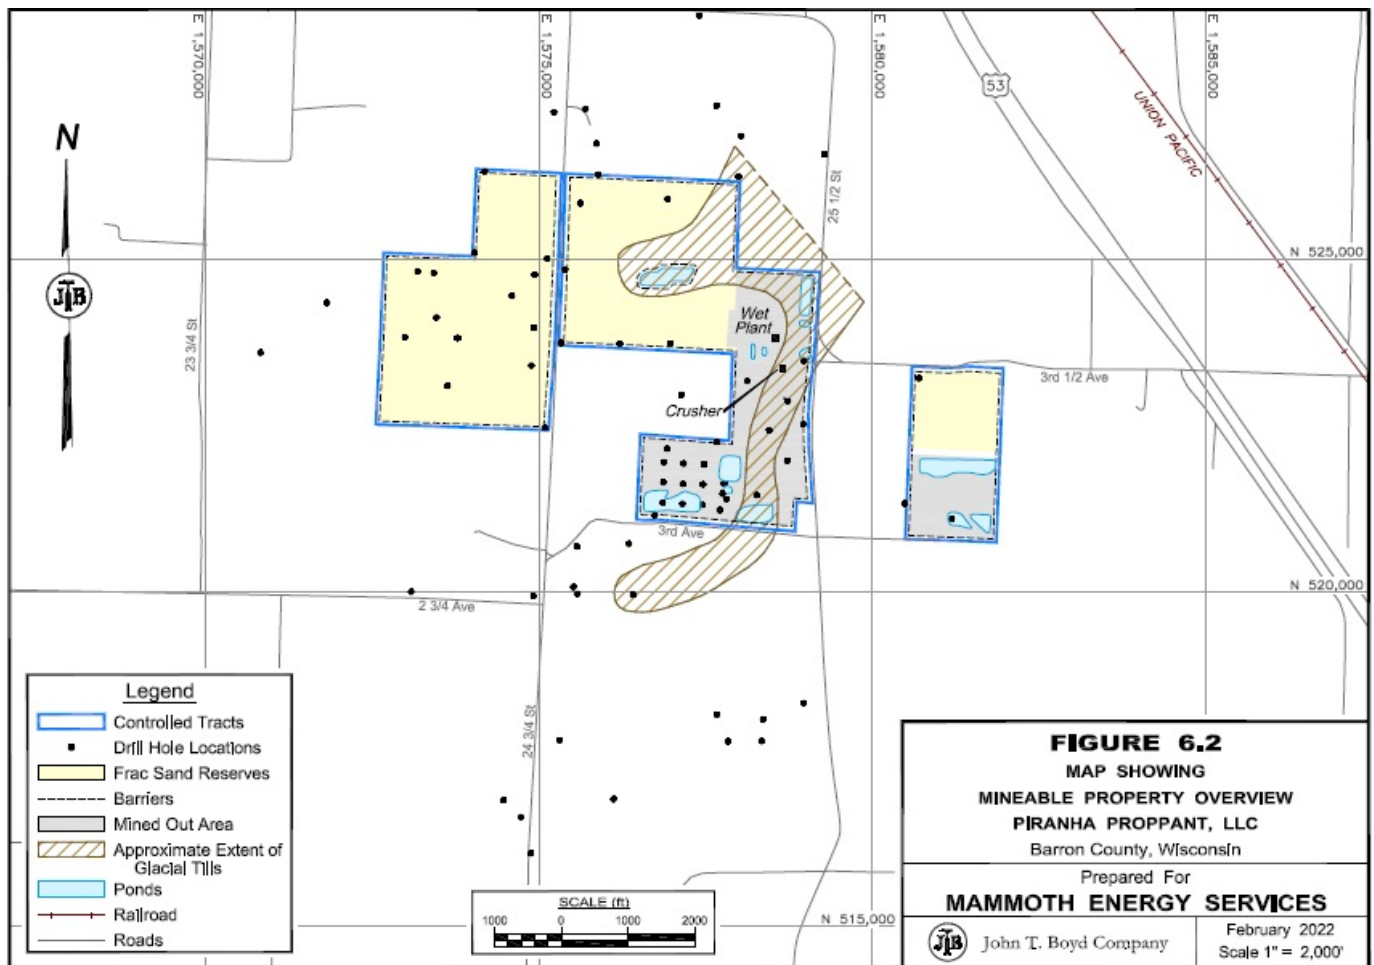 E 1,570,000
E 1,575,000
E 1,580,000
E 1,585,000
53
UNION PACIFIC
N
JTB
25 1/2 St
N 525,000
23 3/4 St
Wet
Plant
Crusher
3rd 1/2 Ave
3rd Ave
2 3/4 Ave
N 520,000
24 3/4 St
Legend
Controlled Tracts
Drill Hole Locations
Frac Sand Reserves
Barriers
Mined Out Area
Approximate Extent of
Glacial Tills
Ponds
Railroad
Roads
SCALE (ft)
1000 0 1000 2000
N 515,000
FIGURE 6.2
MAP SHOWING
MINEABLE PROPERTY OVERVIEW
PIRANHA PROPPANT, LLC
Barron County, Wisconsin
Prepared For
MAMMOTH ENERGY SERVICES
JTB
John T. Boyd Company
February 2022
Scale 1" = 2,000'